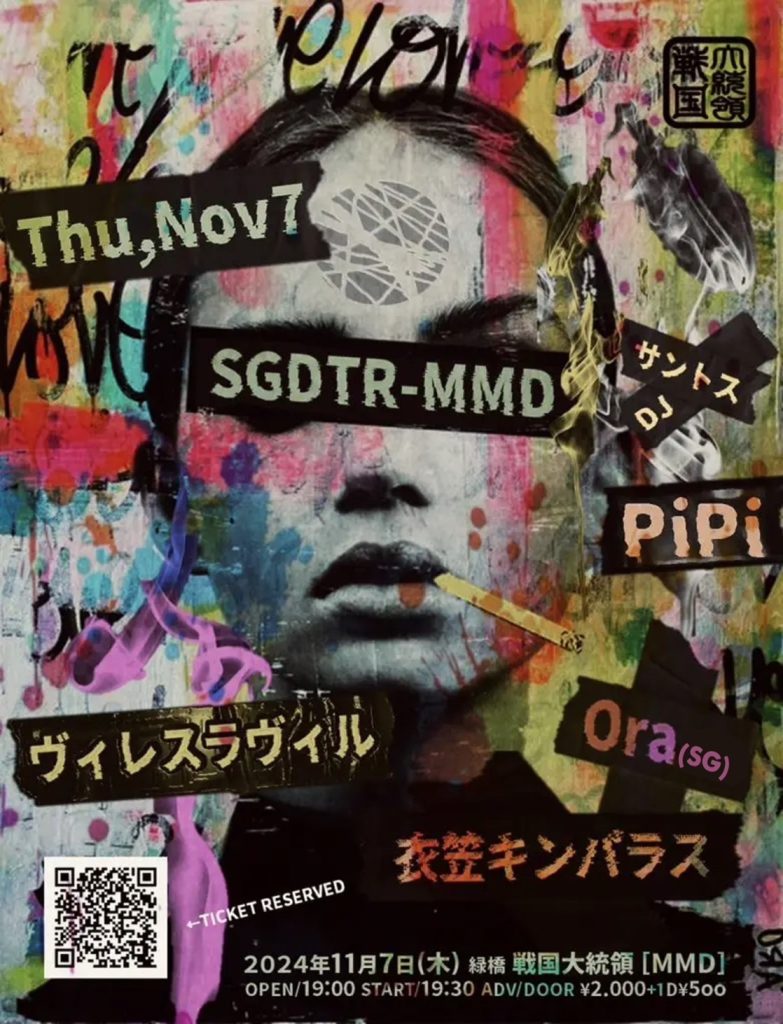 大統領
戦国
Thu,Nov7
SGDTR-MMD
サントス
DJ
PiPi
ヴィレスラヴィル
Ora(SG)
衣笠キンバラス
←TICKET RESERVED
2024年11月7日(木) 緑橋 戦国大統領 [MMD]
OPEN/19:00 START/19:30 ADV/DOOR ¥2.000+1D¥5oo
love